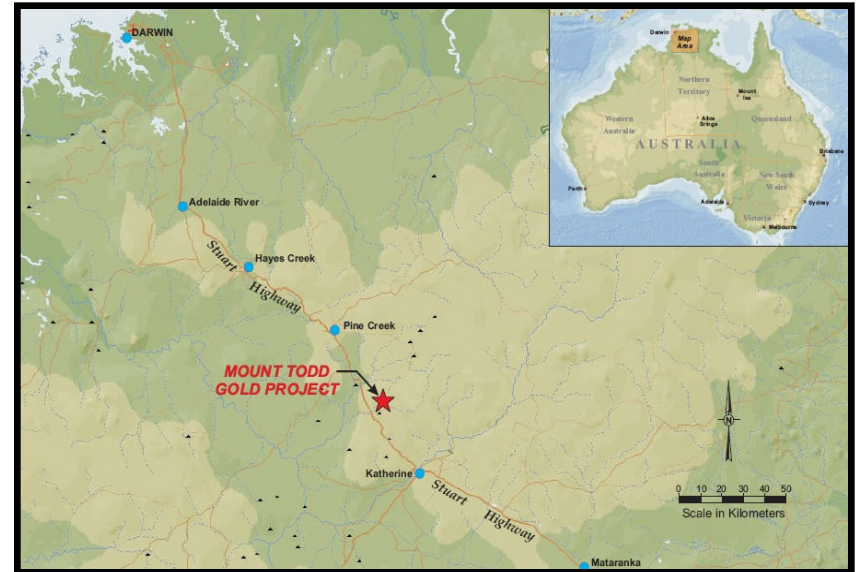 DARWIN
Adelaide River
Hayes Creek
Stuart
Highway
Pine Creek
MOUNT TODD
GOLD PROJECT
Katherine
Stuart
Highway
Mataranka
N
0 10 20 30 40 50
Scale in Kilometers
Darwin
Map
Area
Northern
Territory
Mount
Isa
Western
Australia
Alice
Srings
Queensland
AUSTRALIA
South
Australia
Brisbane
New South
Wales
Perth
Adelaide
Sydney
Victoria
Melbourne